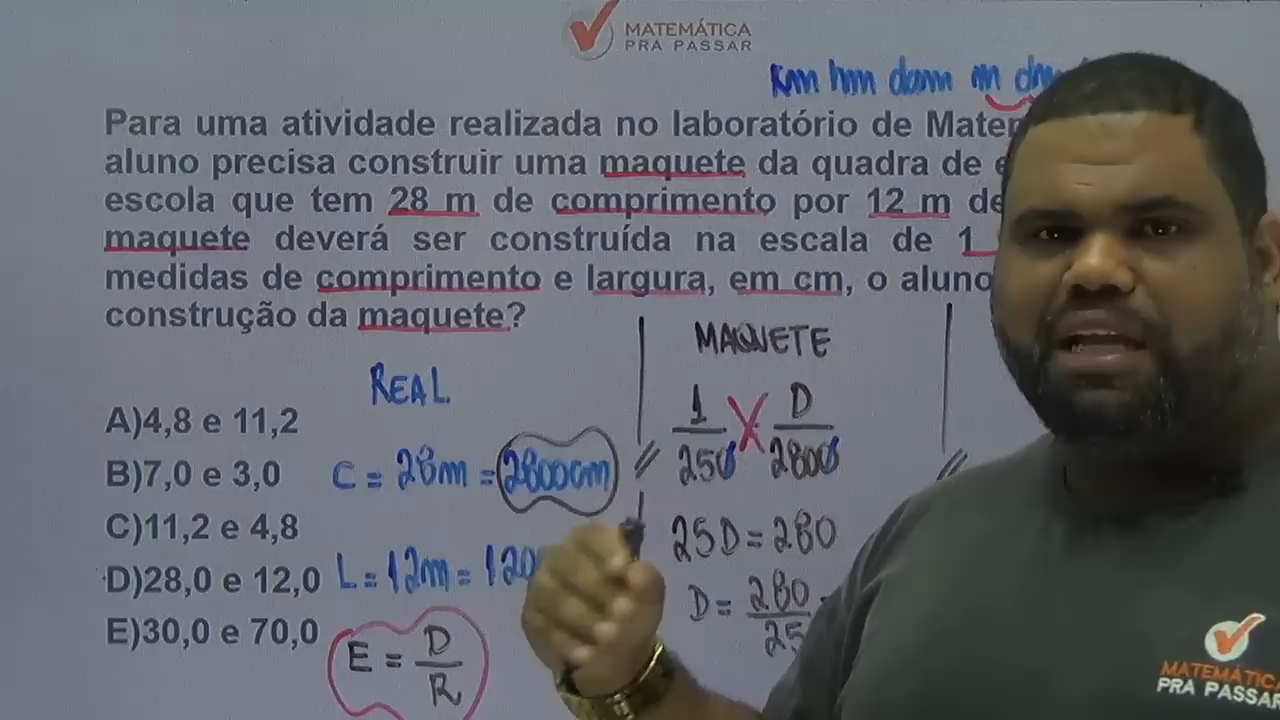 MATEMÁTICA
PRA PASSAR
Km hm dam m
Para uma atividade realizada no laboratório de
aluno precisa construir uma maquete da quadra de
escola que tem 28 m de comprimento por 12 m de
maquete deverá ser construída na escala de 1
medidas de comprimento e largura, em cm, o aluno
construção da maquete?
A)4,8 e 11,2
B)7,0 e 3,0
C)11,2 e 4,8
D)28,0 e 12,0
E)30,0 e 70,0
REAL
C = 28m = 2800cm
L = 12m = 120
E = D/R
MAQUETE
1/250 X D/2800
25D = 280
D = 280/25
MATEMÁTICA
PRA PASSAR